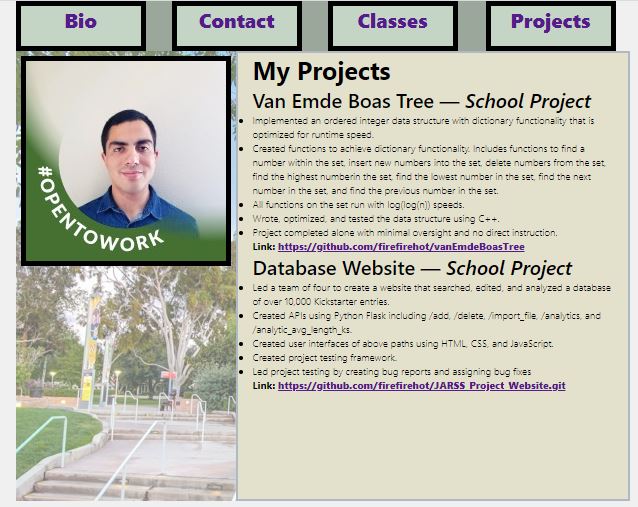 Bio
Contact
Classes
Projects
#OPENTOWORK
My Projects
Van Emde Boas Tree — School Project
Implemented an ordered integer data structure with dictionary functionality that is
optimized for runtime speed.
Created functions to achieve dictionary functionality. Includes functions to find a
number within the set, insert new numbers into the set, delete numbers from the set,
find the highest numberin the set, find the lowest number in the set, find the next
number in the set, and find the previous number in the set.
All functions on the set run with log(log(n)) speeds.
Wrote, optimized, and tested the data structure using C++.
Project completed alone with minimal oversight and no direct instruction.
Link: https://github.com/firefirehot/vanEmdeBoasTree
Database Website — School Project
Led a team of four to create a website that searched, edited, and analyzed a database
of over 10,000 Kickstarter entries.
Created APIs using Python Flask including /add, /delete, /import_file, /analytics, and
/analytic_avg_length_ks.
Created user interfaces of above paths using HTML, CSS, and JavaScript.
Created project testing framework.
Led project testing by creating bug reports and assigning bug fixes
Link: https://github.com/firefirehot/JARSS_Project_Website.git